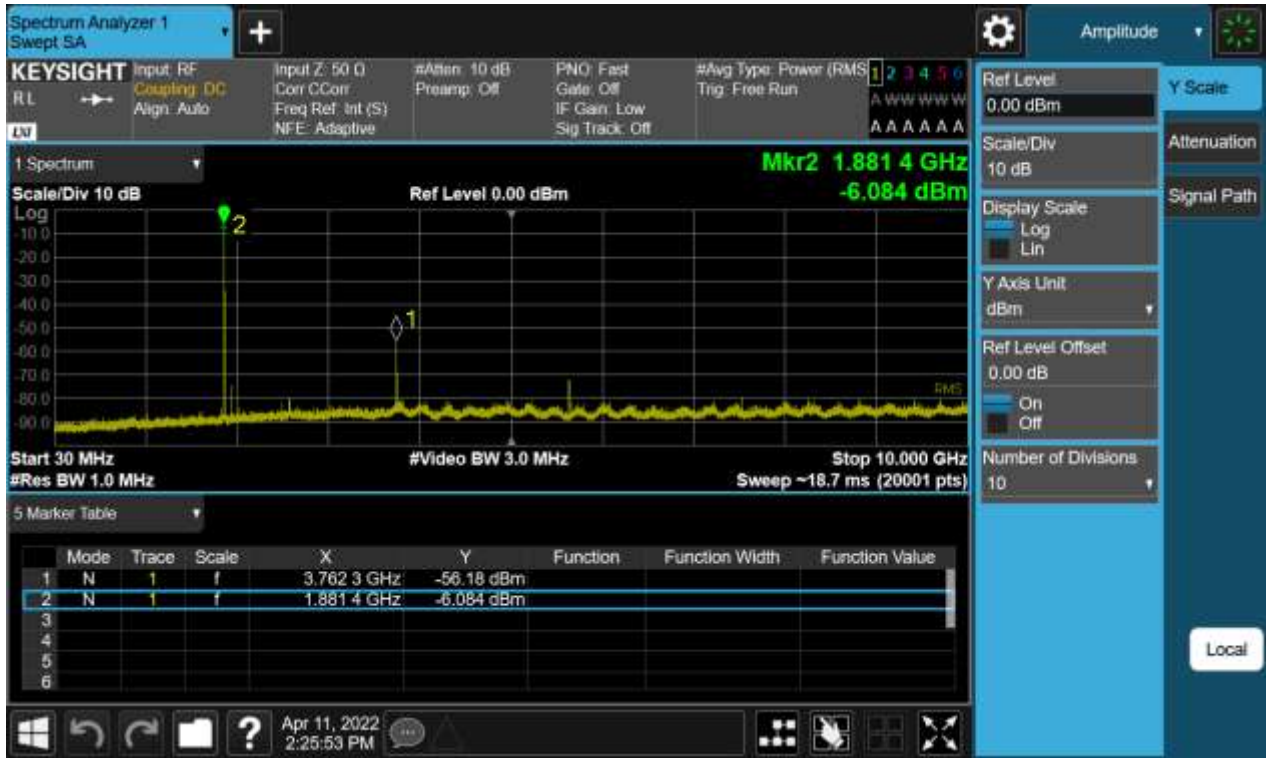 Spectrum Analyzer 1
Swept SA
+
Amplitude
KEYSIGHT
RL
LXI
Input: RF
Coupling: DC
Align: Auto
Input Z: 50 Ω
Corr CCorr
Freq Ref: Int (S)
NFE: Adaptive
#Atten: 10 dB
Preamp: Off
PNO: Fast
Gate: Off
IF Gain: Low
Sig Track: Off
#Avg Type: Power (RMS
Trig: Free Run
1 2 3 4 5 6
A W W W W W
A A A A A A
1 Spectrum
Mkr2 1.881 4 GHz
-6.084 dBm
Scale/Div 10 dB
Ref Level 0.00 dBm
Log
-10.0
-20.0
-30.0
-40.0
-50.0
-60.0
-70.0
-80.0
-90.0
2
1
RMS
Start 30 MHz
#Video BW 3.0 MHz
Stop 10.000 GHz
#Res BW 1.0 MHz
Sweep ~18.7 ms (20001 pts)
5 Marker Table
Mode Trace Scale X Y Function Function Width Function Value
1 N 1 f 3.762 3 GHz -56.18 dBm
2 N 1 f 1.881 4 GHz -6.084 dBm
3
4
5
6
Ref Level
0.00 dBm
Scale/Div
10 dB
Display Scale
Log
Lin
Y Axis Unit
dBm
Ref Level Offset
0.00 dB
On
Off
Number of Divisions
10
Y Scale
Attenuation
Signal Path
Local
?
Apr 11, 2022
2:25:53 PM